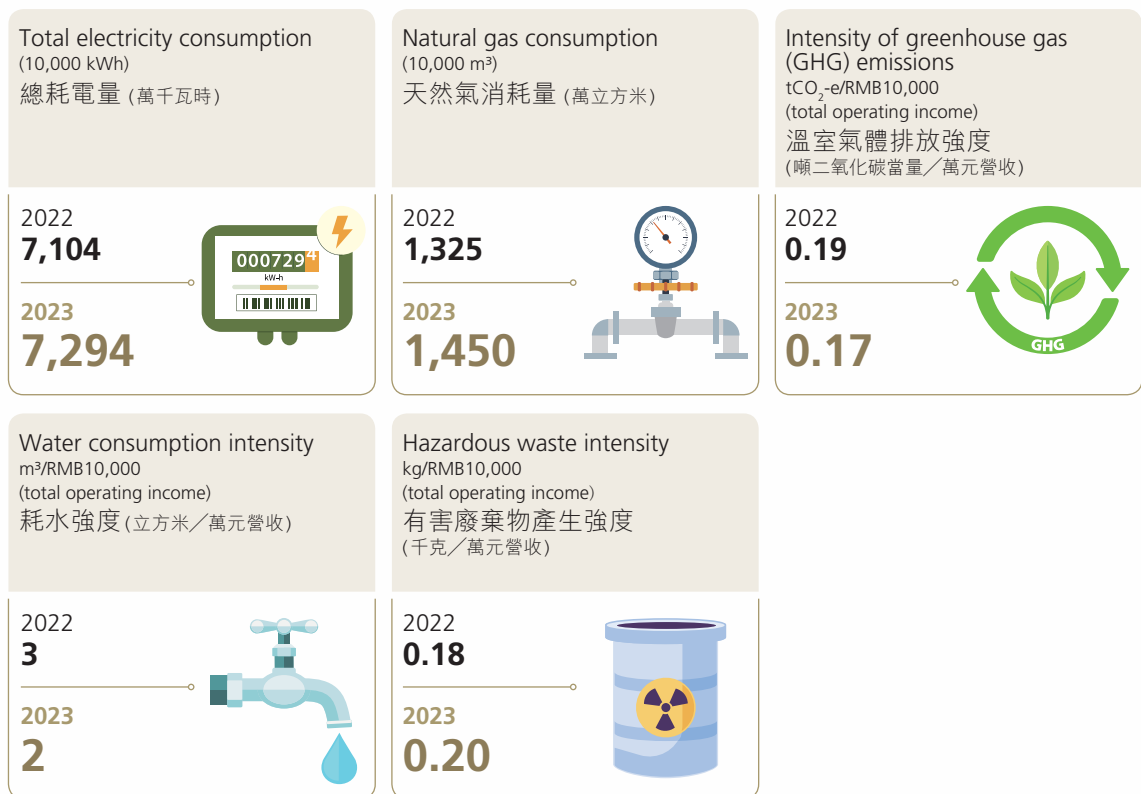 Total electricity consumption
(10,000 kWh)
總耗電量 (萬千瓦時)
2022
7,104
2023
7,294
0007294
kW-h
Natural gas consumption
(10,000 m³)
天然氣消耗量 (萬立方米)
2022
1,325
2023
1,450
Intensity of greenhouse gas
(GHG) emissions
tCO₂-e/RMB10,000
(total operating income)
溫室氣體排放強度
(噸二氧化碳當量╱萬元營收)
2022
0.19
2023
0.17
GHG
Water consumption intensity
m³/RMB10,000
(total operating income)
耗水強度 (立方米╱萬元營收)
2022
3
2023
2
Hazardous waste intensity
kg/RMB10,000
(total operating income)
有害廢棄物產生強度
(千克╱萬元營收)
2022
0.18
2023
0.20